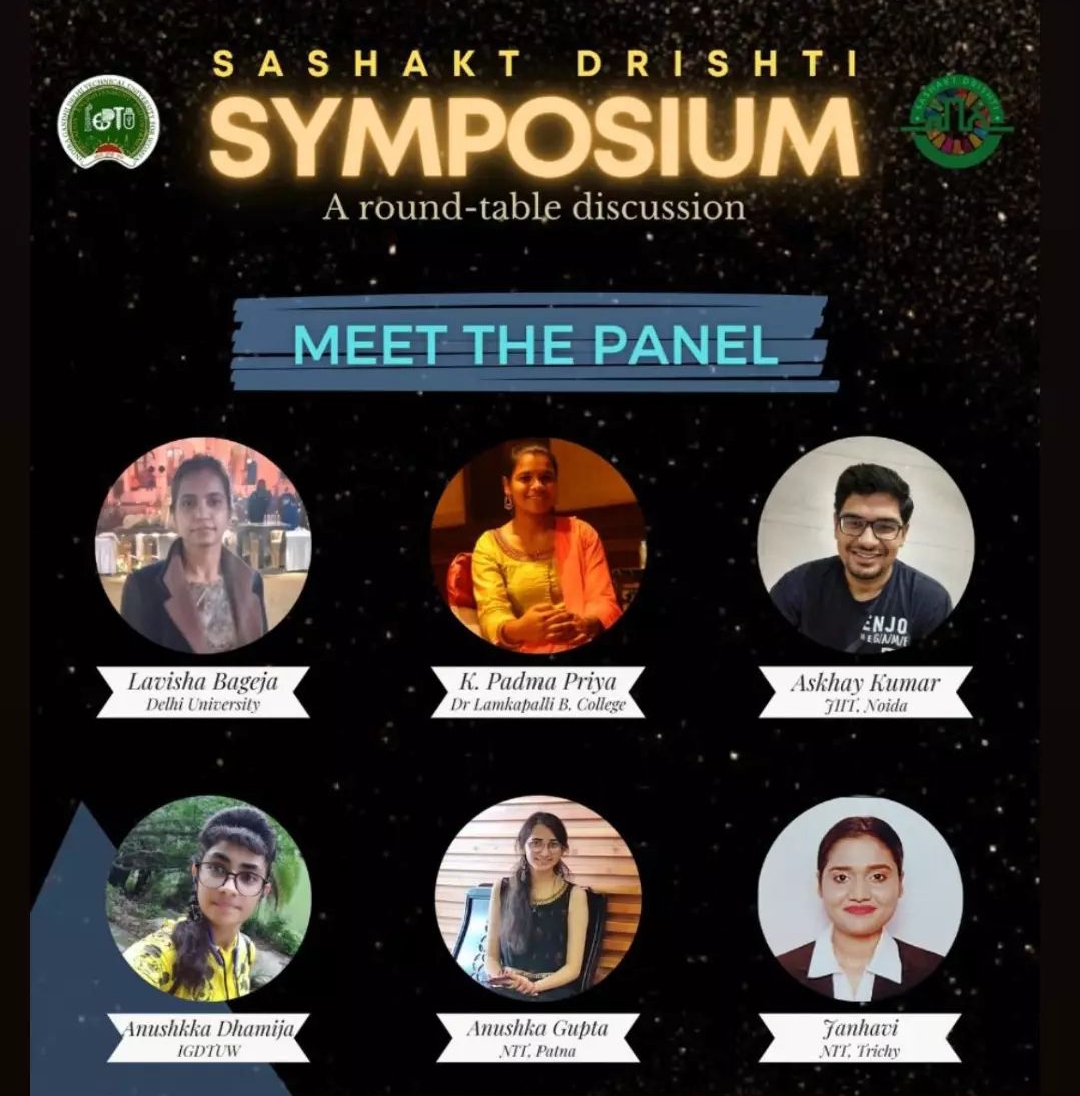 SASHAKT DRISHTI
SYMPOSIUM
A round-table discussion
MEET THE PANEL
ENJO
Lavisha Bageja
Delhi University
K. Padma Priya
Dr Lamkapalli B. College
Askhay Kumar
JIIT, Noida
Anushkka Dhamija
IGDTUW
Anushka Gupta
NIT, Patna
Janhavi
NIT, Trichy